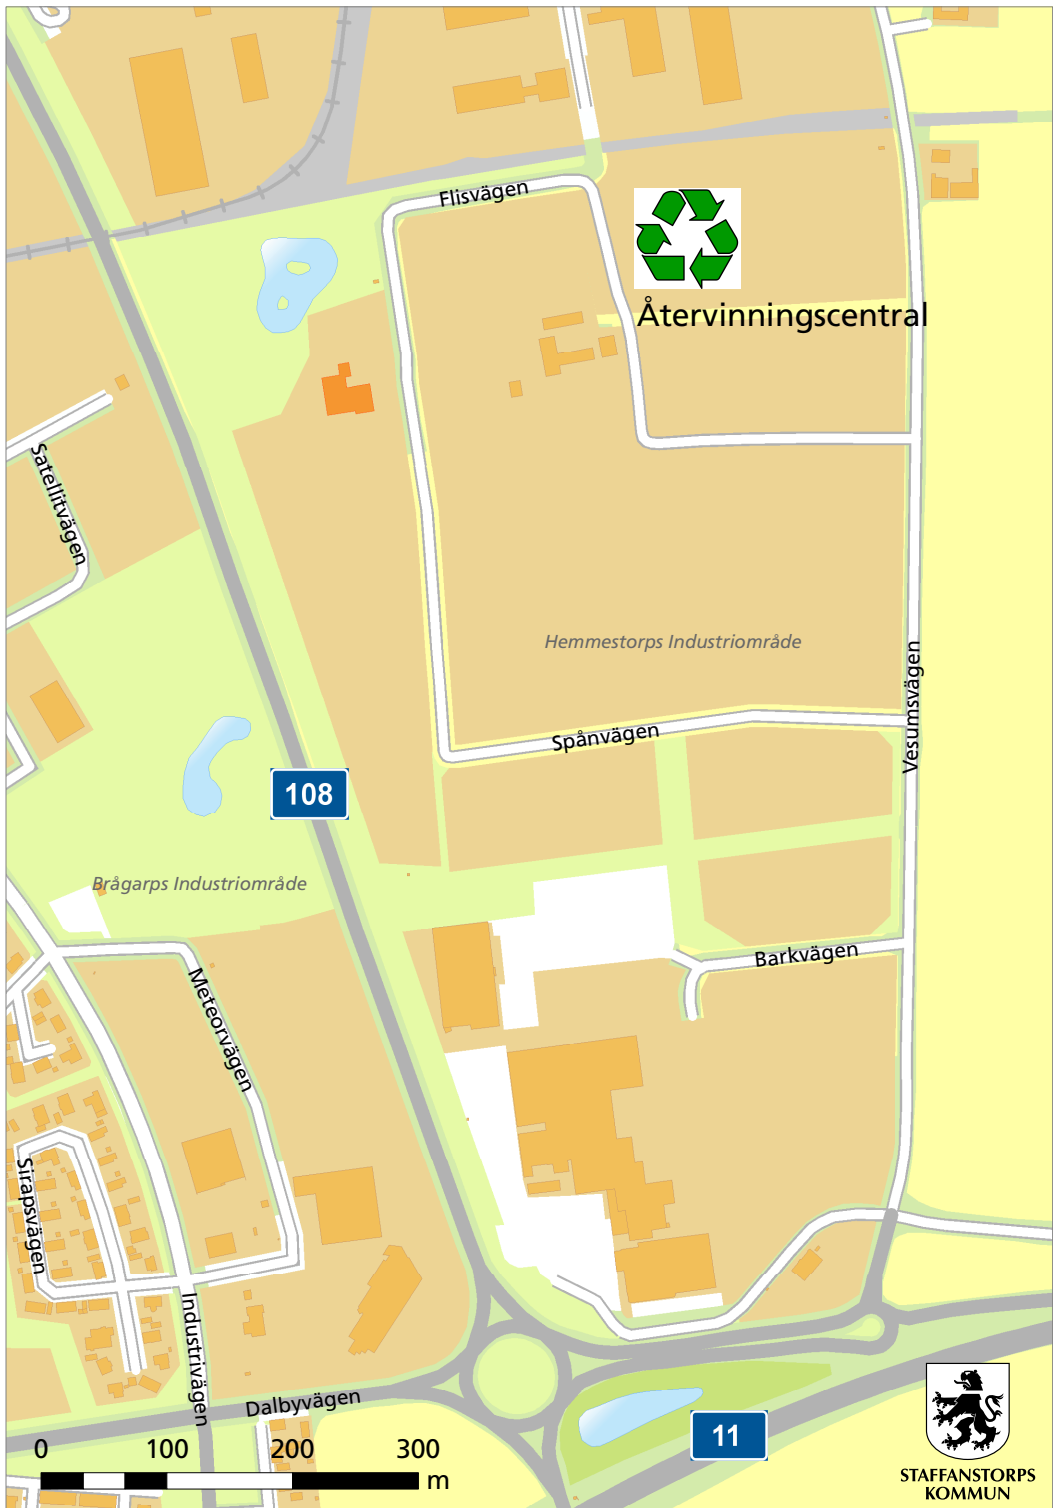 Flisvägen
Återvinningscentral
Satellitvägen
Hemmestorps Industriområde
Vesumsvägen
Spånvägen
108
Brågarps Industriområde
Barkvägen
Meteorvägen
Sirapsvägen
Industrivägen
Dalbyvägen
11
0 100 200 300
m
STAFFANSTORPS
KOMMUN